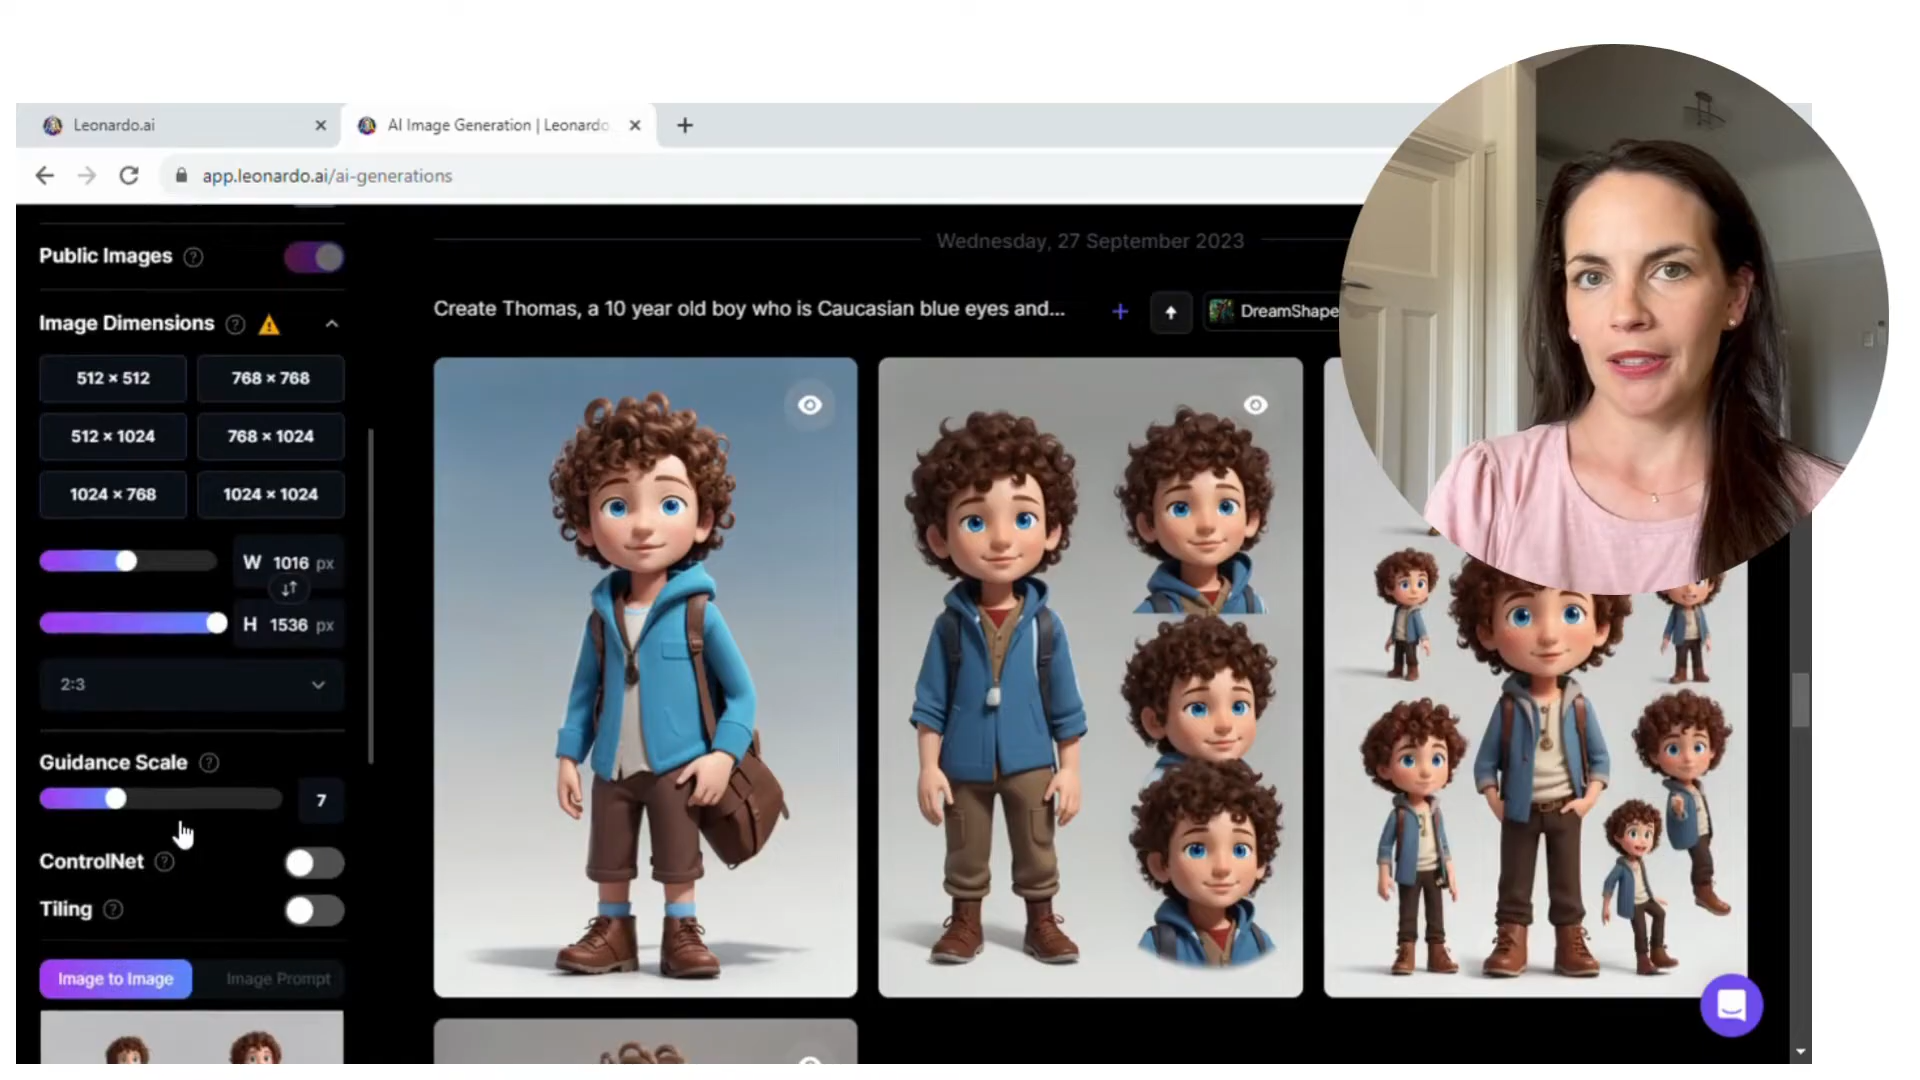 Leonardo.ai
AI Image Generation | Leonardo
app.leonardo.ai/ai-generations
Public Images
Image Dimensions
512 × 512
768 × 768
512 × 1024
768 × 1024
1024 × 768
1024 × 1024
W 1016 px
H 1536 px
2:3
Guidance Scale
7
ControlNet
Tiling
Image to Image
Image Prompt
Wednesday, 27 September 2023
Create Thomas, a 10 year old boy who is Caucasian blue eyes and...
DreamShape